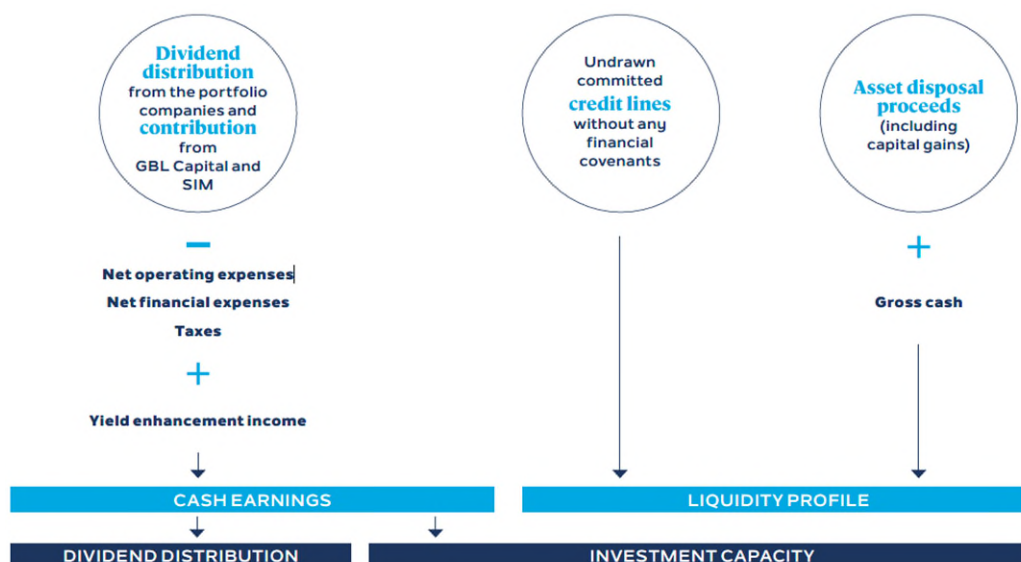 Dividend
distribution
from the portfolio
companies and
contribution
from
GBL Capital and
SIM
−
Net operating expenses
Net financial expenses
Taxes
+
Yield enhancement income
Undrawn
committed
credit lines
without any
financial
covenants
Asset disposal
proceeds
(including
capital gains)
+
Gross cash
CASH EARNINGS
LIQUIDITY PROFILE
DIVIDEND DISTRIBUTION
INVESTMENT CAPACITY